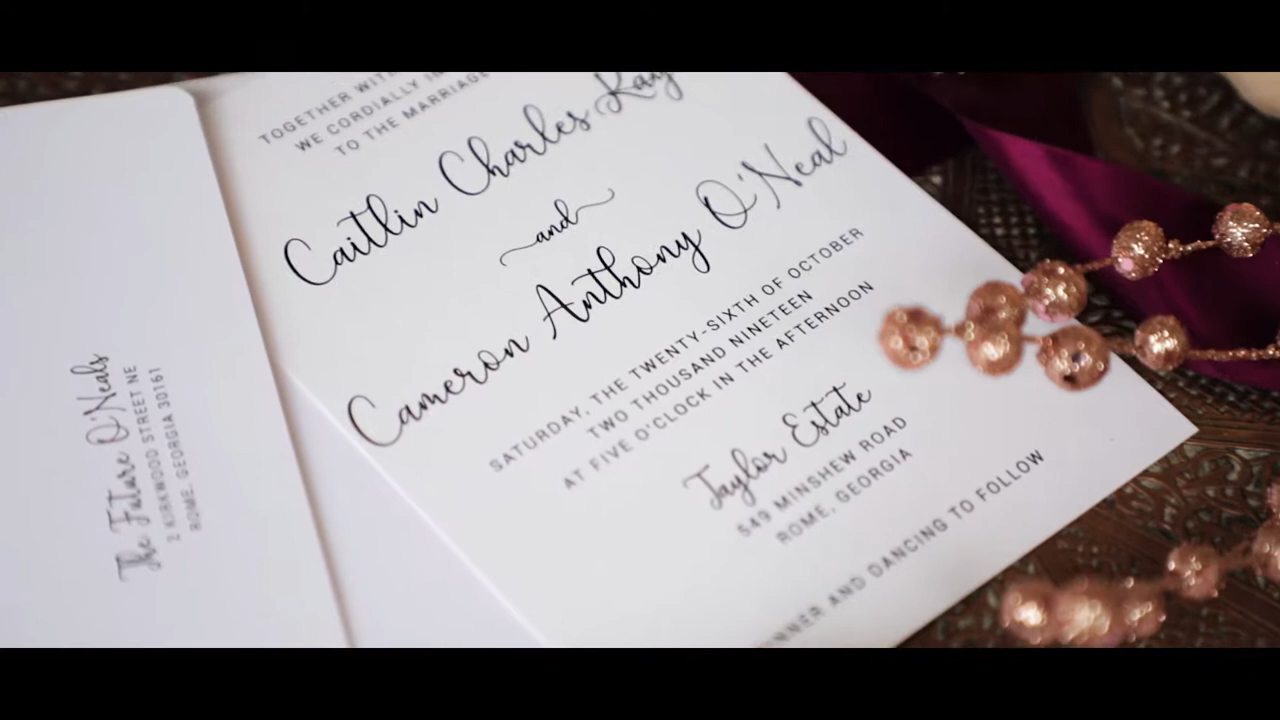 TOGETHER WITH
WE CORDIALLY
TO THE MARRIAGE
Caitlin Charles Kay
and
Cameron Anthony O'Neal
SATURDAY, THE TWENTY-SIXTH OF OCTOBER
TWO THOUSAND NINETEEN
AT FIVE O'CLOCK IN THE AFTERNOON
Taylor Estate
549 MINSHEW ROAD
ROME, GEORGIA
AND DANCING TO FOLLOW
The Future O'Neals
2 KIRKWOOD STREET NE
ROME, GEORGIA 30161